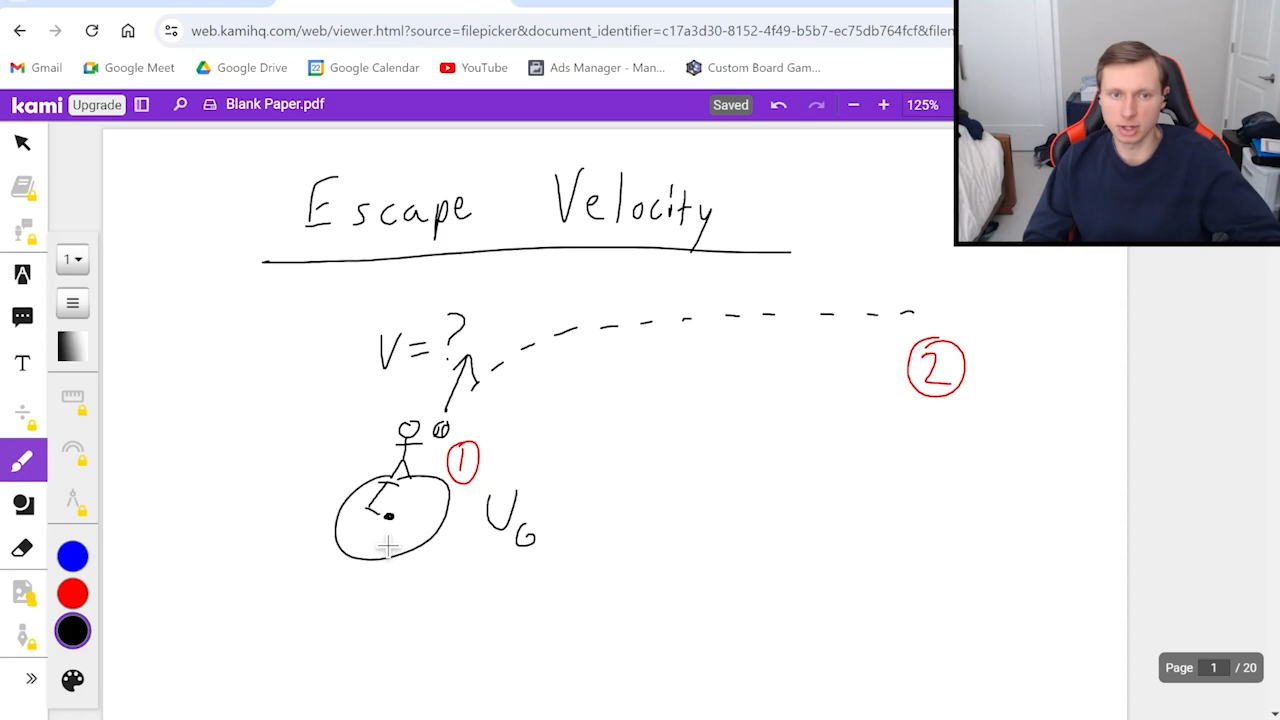 web.kamihq.com/web/viewer.html?source=filepicker&document_identifier=c17a3d30-8152-4f49-b5b7-ec75db764fcf&filen
Gmail Google Meet Google Drive 22 Google Calendar YouTube Ads Manager - Man... Custom Board Gam...
kami Upgrade Blank Paper.pdf Saved 125%
Escape Velocity
1
V = ?
2
1
U_G
A
T
Page 1 / 20